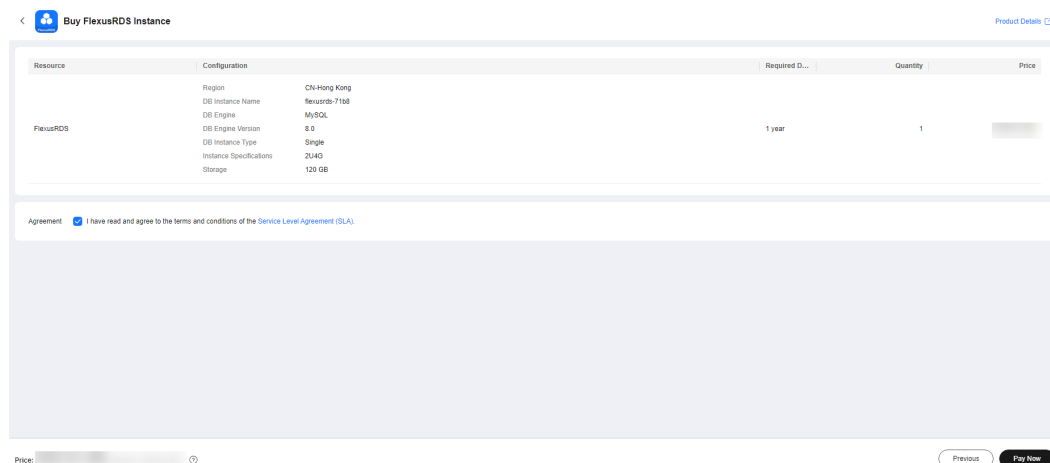 Buy FlexusRDS Instance
Product Details
Resource Configuration Required D... Quantity Price
Region CN-Hong Kong
DB Instance Name flexusrds-71b8
DB Engine MySQL
FlexusRDS DB Engine Version 8.0 1 year 1
DB Instance Type Single
Instance Specifications 2U4G
Storage 120 GB
Agreement I have read and agree to the terms and conditions of the Service Level Agreement (SLA).
Price:
Previous Pay Now